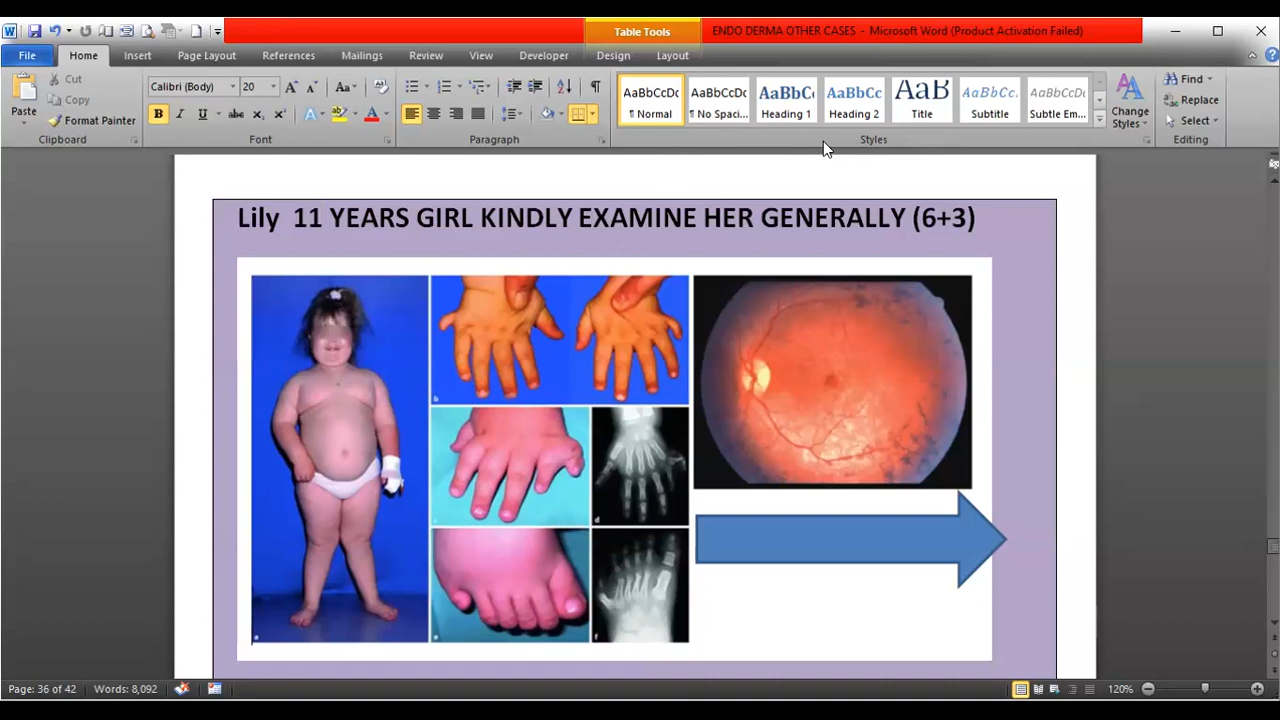 Table Tools
ENDO DERMA OTHER CASES - Microsoft Word (Product Activation Failed)
File Home Insert Page Layout References Mailings Review View Developer Design Layout
Paste
Cut
Copy
Format Painter
Clipboard
Calibri (Body) 20
Font
Paragraph
AaBbCcDc AaBbCcDc AaBbCc AaBbCc AaB AaBbCc. AaBbCcDc
¶ Normal ¶ No Spaci... Heading 1 Heading 2 Title Subtitle Subtle Em...
Styles
Change Styles
Find
Replace
Select
Editing
Lily 11 YEARS GIRL KINDLY EXAMINE HER GENERALLY (6+3)
a
b
d
e
f
Page: 36 of 42 Words: 8,092 120%